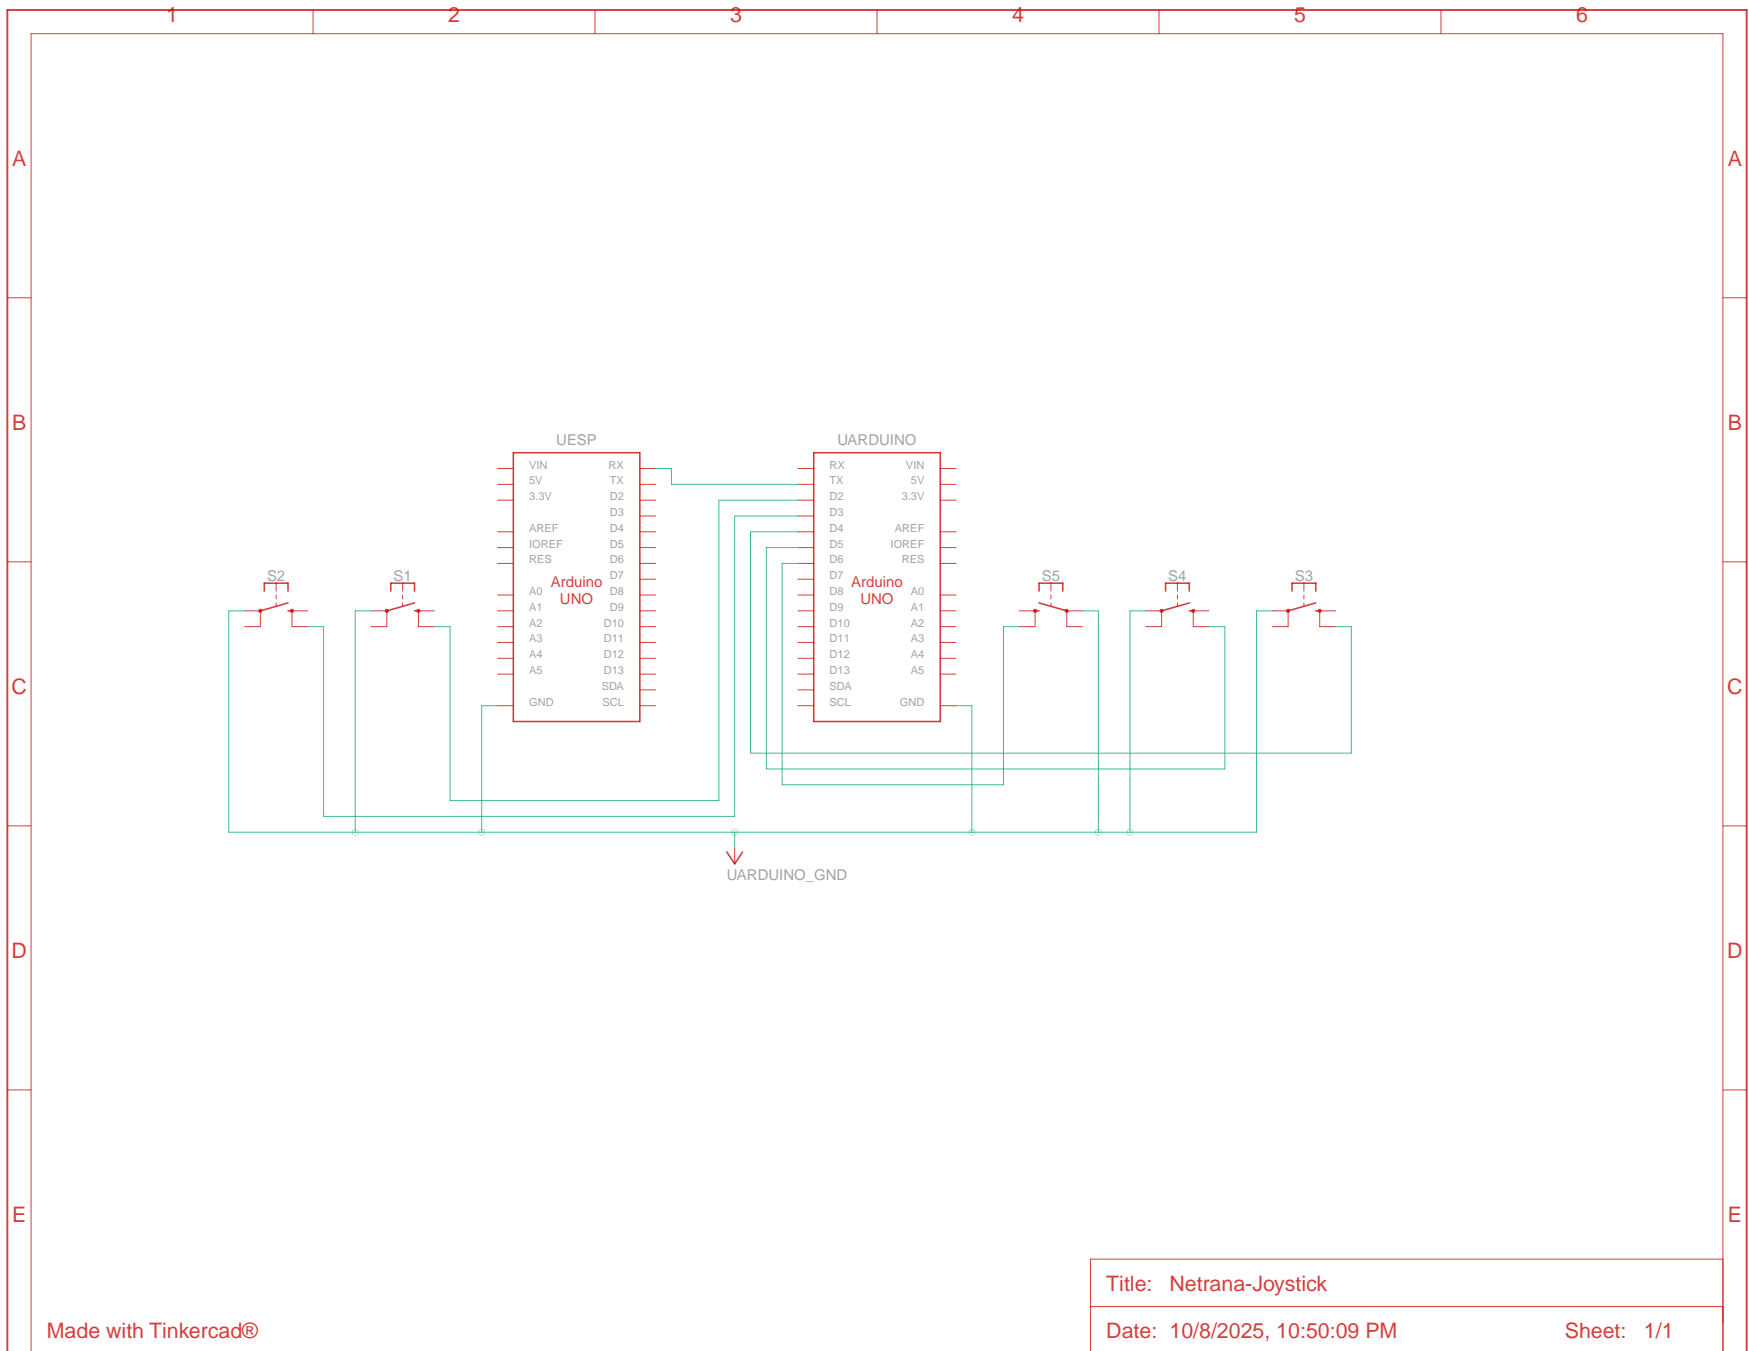 1 2 3 4 5 6
A A
B B
UESP UARDUINO
VIN RX RX VIN
5V TX TX 5V
3.3V D2 D2 3.3V
D3 D3
AREF D4 D4 AREF
IOREF D5 D5 IOREF
RES D6 D6 RES
S2 S1 D7 D7 S5 S4 S3
Arduino Arduino
A0 D8 D8 A0
UNO UNO
A1 D9 D9 A1
A2 D10 D10 A2
A3 D11 D11 A3
A4 D12 D12 A4
A5 D13 D13 A5
SDA SDA
C C
GND SCL SCL GND
UARDUINO_GND
D D
E E
Title: Netrana-Joystick
Made with Tinkercad® Date: 10/8/2025, 10:50:09 PM Sheet: 1/1